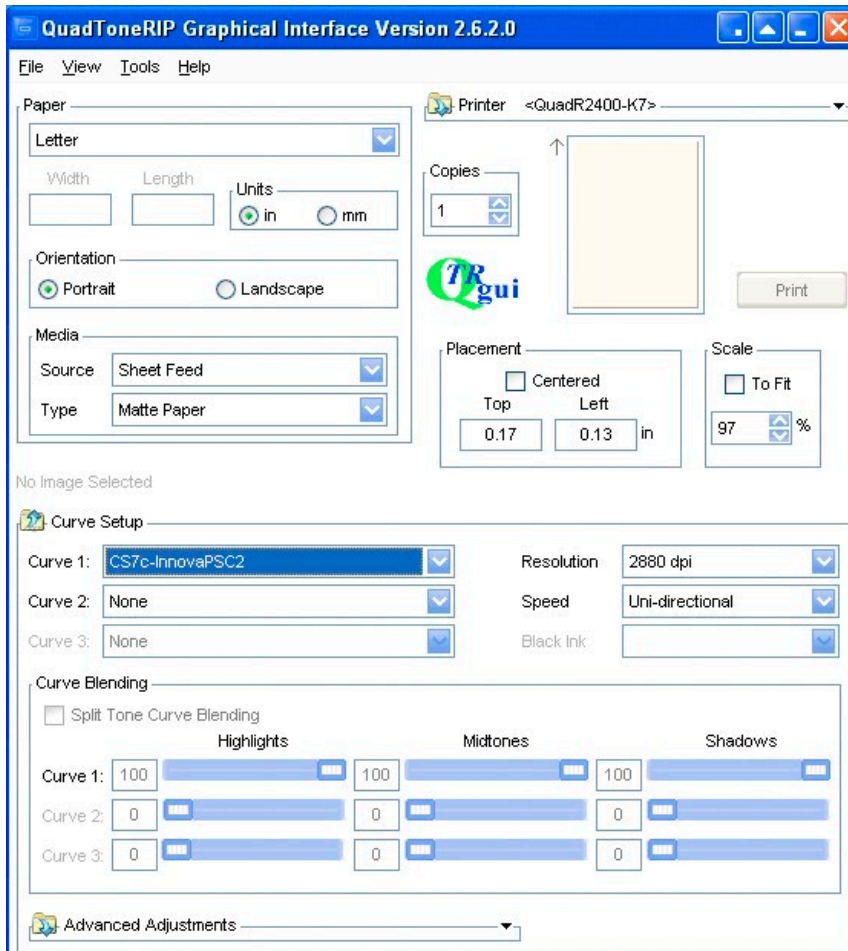 QuadToneRIP Graphical Interface Version 2.6.2.0
File View Tools Help
Paper
Letter
Width Length
Units
in mm
Orientation
Portrait Landscape
Media
Source Sheet Feed
Type Matte Paper
Printer <QuadR2400-K7>
Copies
1
QTRgui
Print
Placement
Centered
Top Left
0.17 0.13 in
Scale
To Fit
97 %
No Image Selected
Curve Setup
Curve 1: CS7c-InnovaPSC2 Resolution 2880 dpi
Curve 2: None Speed Uni-directional
Curve 3: None Black Ink
Curve Blending
Split Tone Curve Blending
Highlights Midtones Shadows
Curve 1: 100 100 100
Curve 2: 0 0 0
Curve 3: 0 0 0
Advanced Adjustments